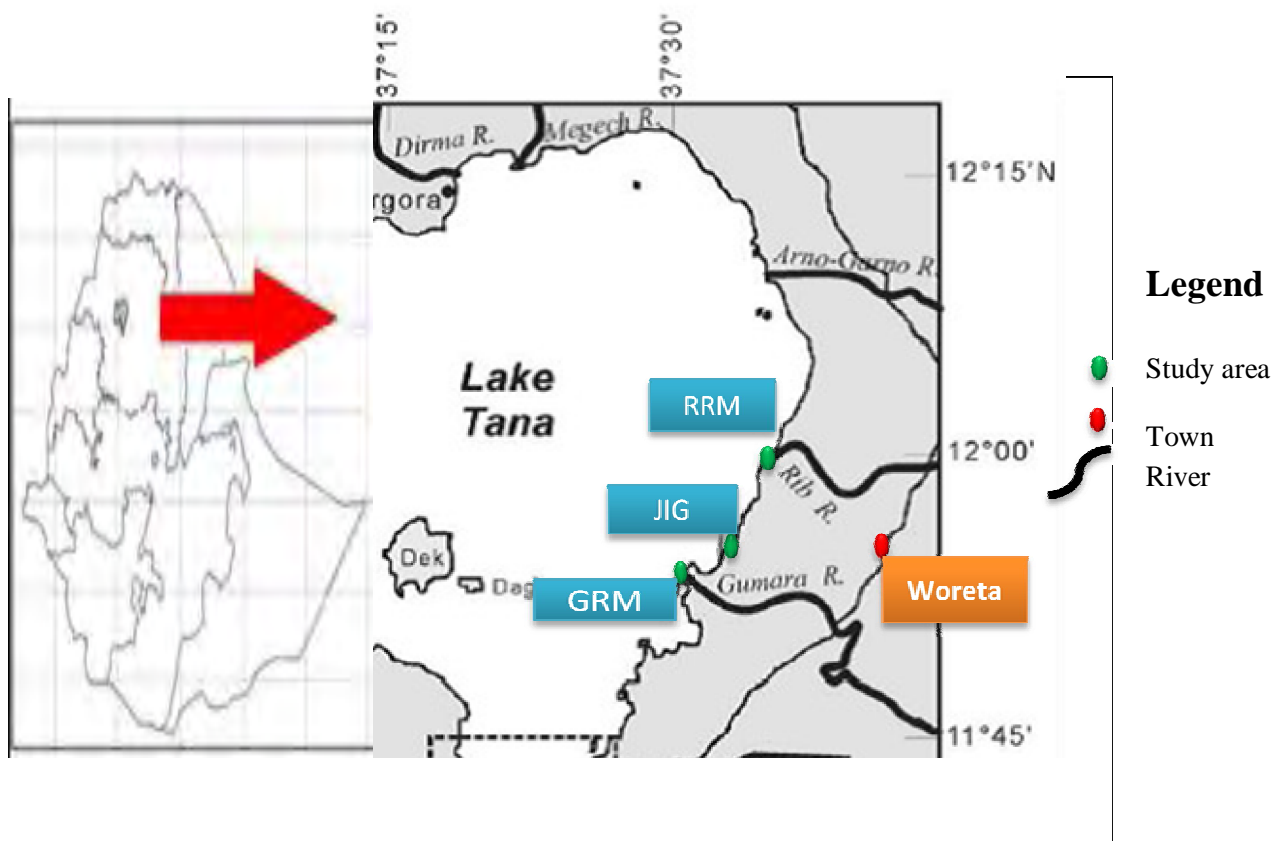 37°15'
37°30'
Dirma R.
Megech R.
12°15'N
rgora
Arno-Garno R.
Legend
Study area
Lake
Tana
RRM
Town
River
12°00'
Rib R.
JIG
Dek
Dag
GRM
Gumara R.
Woreta
11°45'